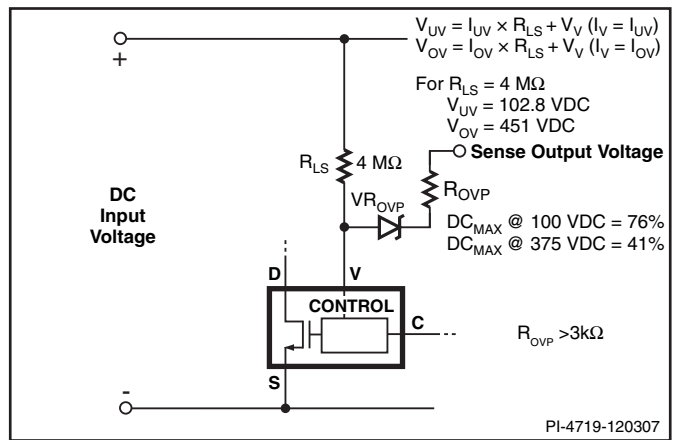 V_UV = I_UV × R_LS + V_V (I_V = I_UV)
V_OV = I_OV × R_LS + V_V (I_V = I_OV)
+
For R_LS = 4 MΩ
V_UV = 102.8 VDC
V_OV = 451 VDC
Sense Output Voltage
R_LS 4 MΩ
R_OVP
VR_OVP
DC Input Voltage
DC_MAX @ 100 VDC = 76%
DC_MAX @ 375 VDC = 41%
D
V
CONTROL
C
R_OVP >3kΩ
S
-
PI-4719-120307